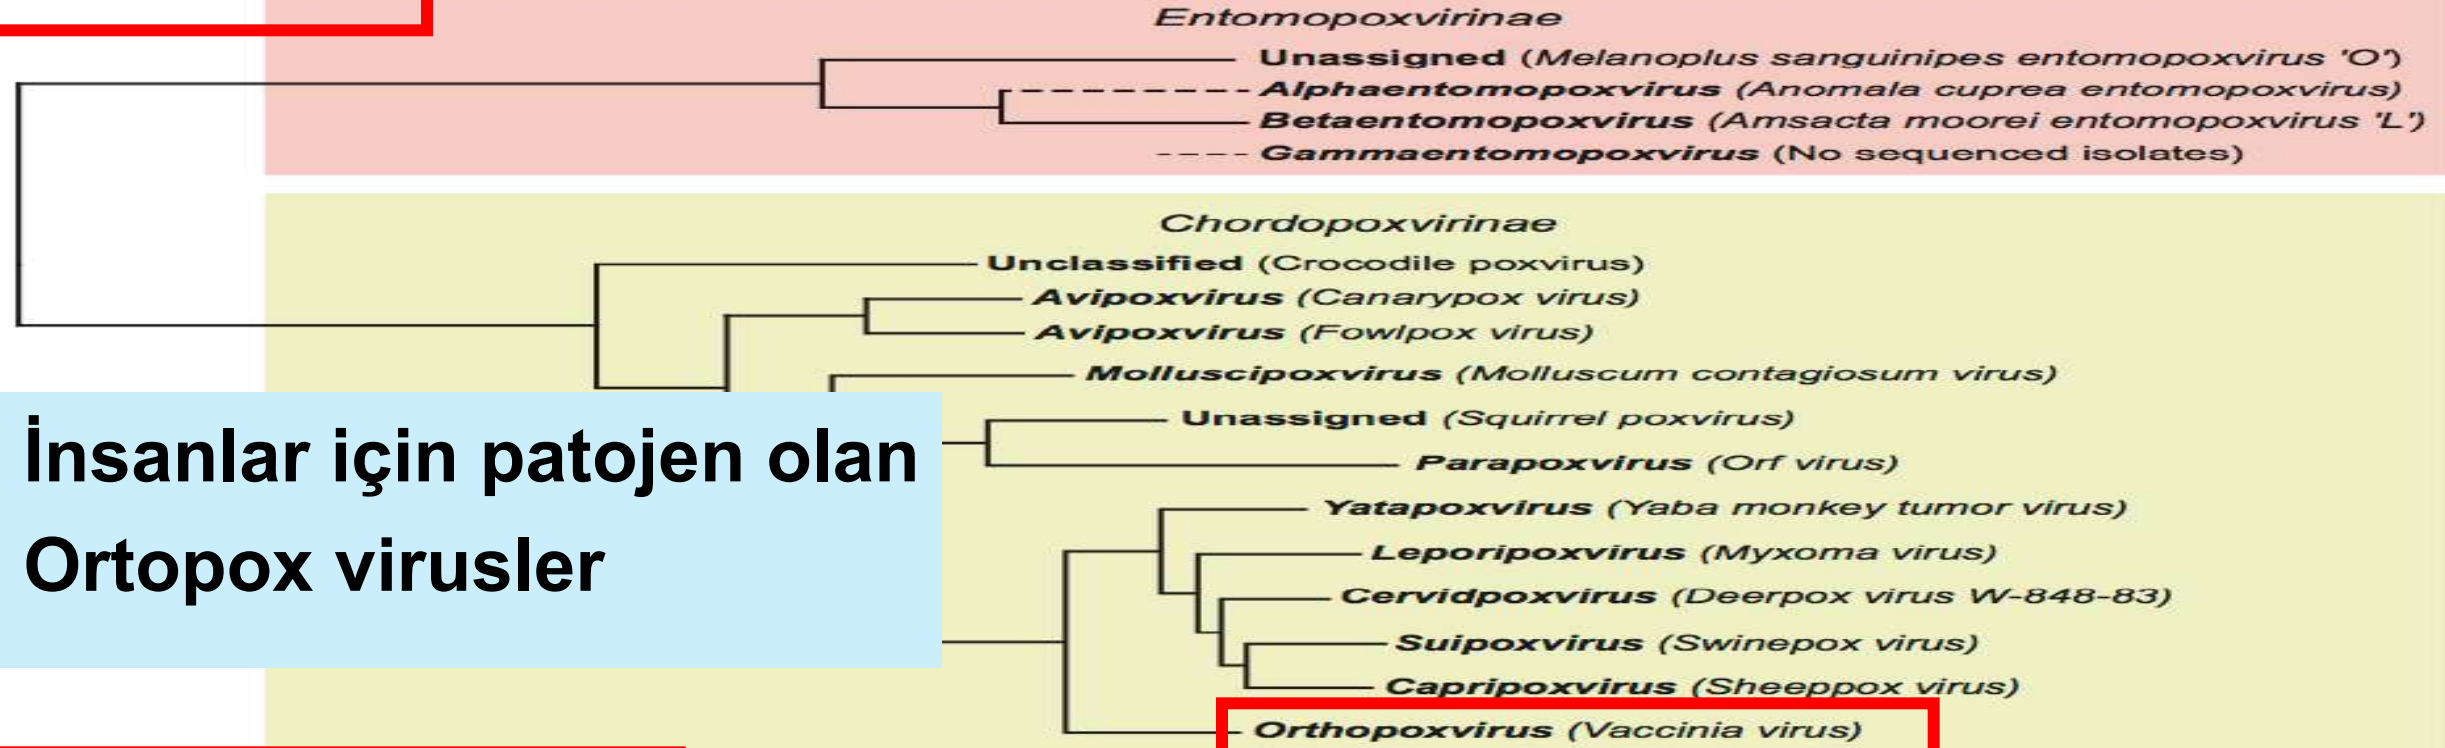 Entomopoxvirinae
Unassigned (Melanoplus sanguinipes entomopoxvirus 'O')
Alphaentomopoxvirus (Anomala cuprea entomopoxvirus)
Betaentomopoxvirus (Amsacta moorei entomopoxvirus 'L')
Gammaentomopoxvirus (No sequenced isolates)
Chordopoxvirinae
Unclassified (Crocodile poxvirus)
Avipoxvirus (Canarypox virus)
Avipoxvirus (Fowlpox virus)
Molluscipoxvirus (Molluscum contagiosum virus)
Unassigned (Squirrel poxvirus)
Parapoxvirus (Orf virus)
Yatapoxvirus (Yaba monkey tumor virus)
Leporipoxvirus (Myxoma virus)
Cervidpoxvirus (Deerpox virus W-848-83)
Suipoxvirus (Swinepox virus)
Capripoxvirus (Sheeppox virus)
Orthopoxvirus (Vaccinia virus)
İnsanlar için patojen olan
Ortopox virusler